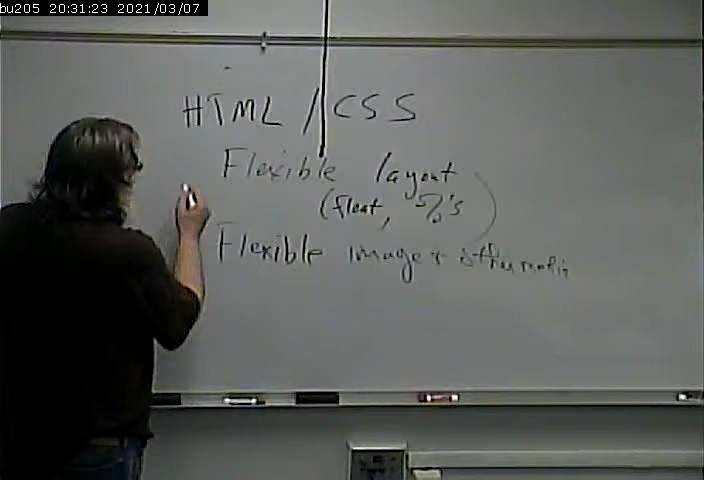 bu205 20:31:23 2021/03/07
HTML / CSS
Flexible layout
(float, %'s)
Flexible image + other media